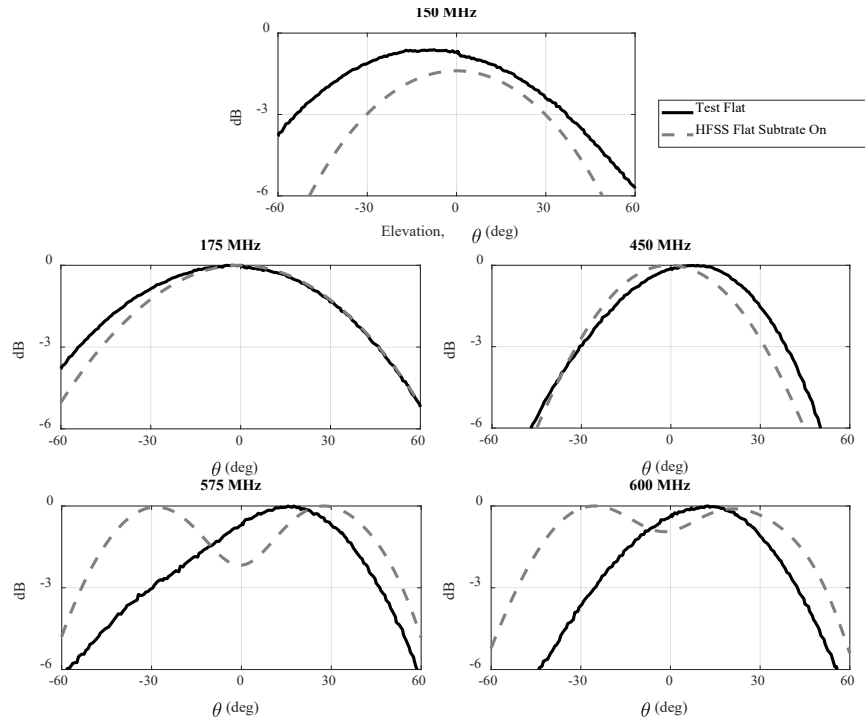 150 MHz
0
-3
-6
dB
-60
-30
0
30
60
Elevation, θ (deg)
Test Flat
HFSS Flat Subtrate On
175 MHz
0
-3
-6
dB
-60
-30
0
30
60
θ (deg)
450 MHz
0
-3
-6
dB
-60
-30
0
30
60
θ (deg)
575 MHz
0
-3
-6
dB
-60
-30
0
30
60
θ (deg)
600 MHz
0
-3
-6
dB
-60
-30
0
30
60
θ (deg)